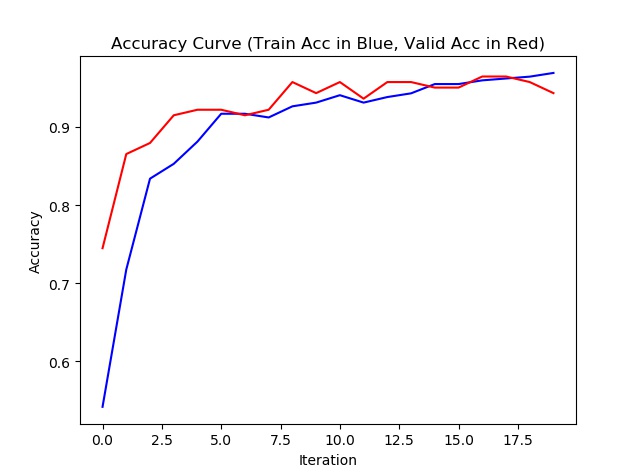 Accuracy Curve (Train Acc in Blue, Valid Acc in Red)
Accuracy
0.9
0.8
0.7
0.6
0.0 2.5 5.0 7.5 10.0 12.5 15.0 17.5
Iteration